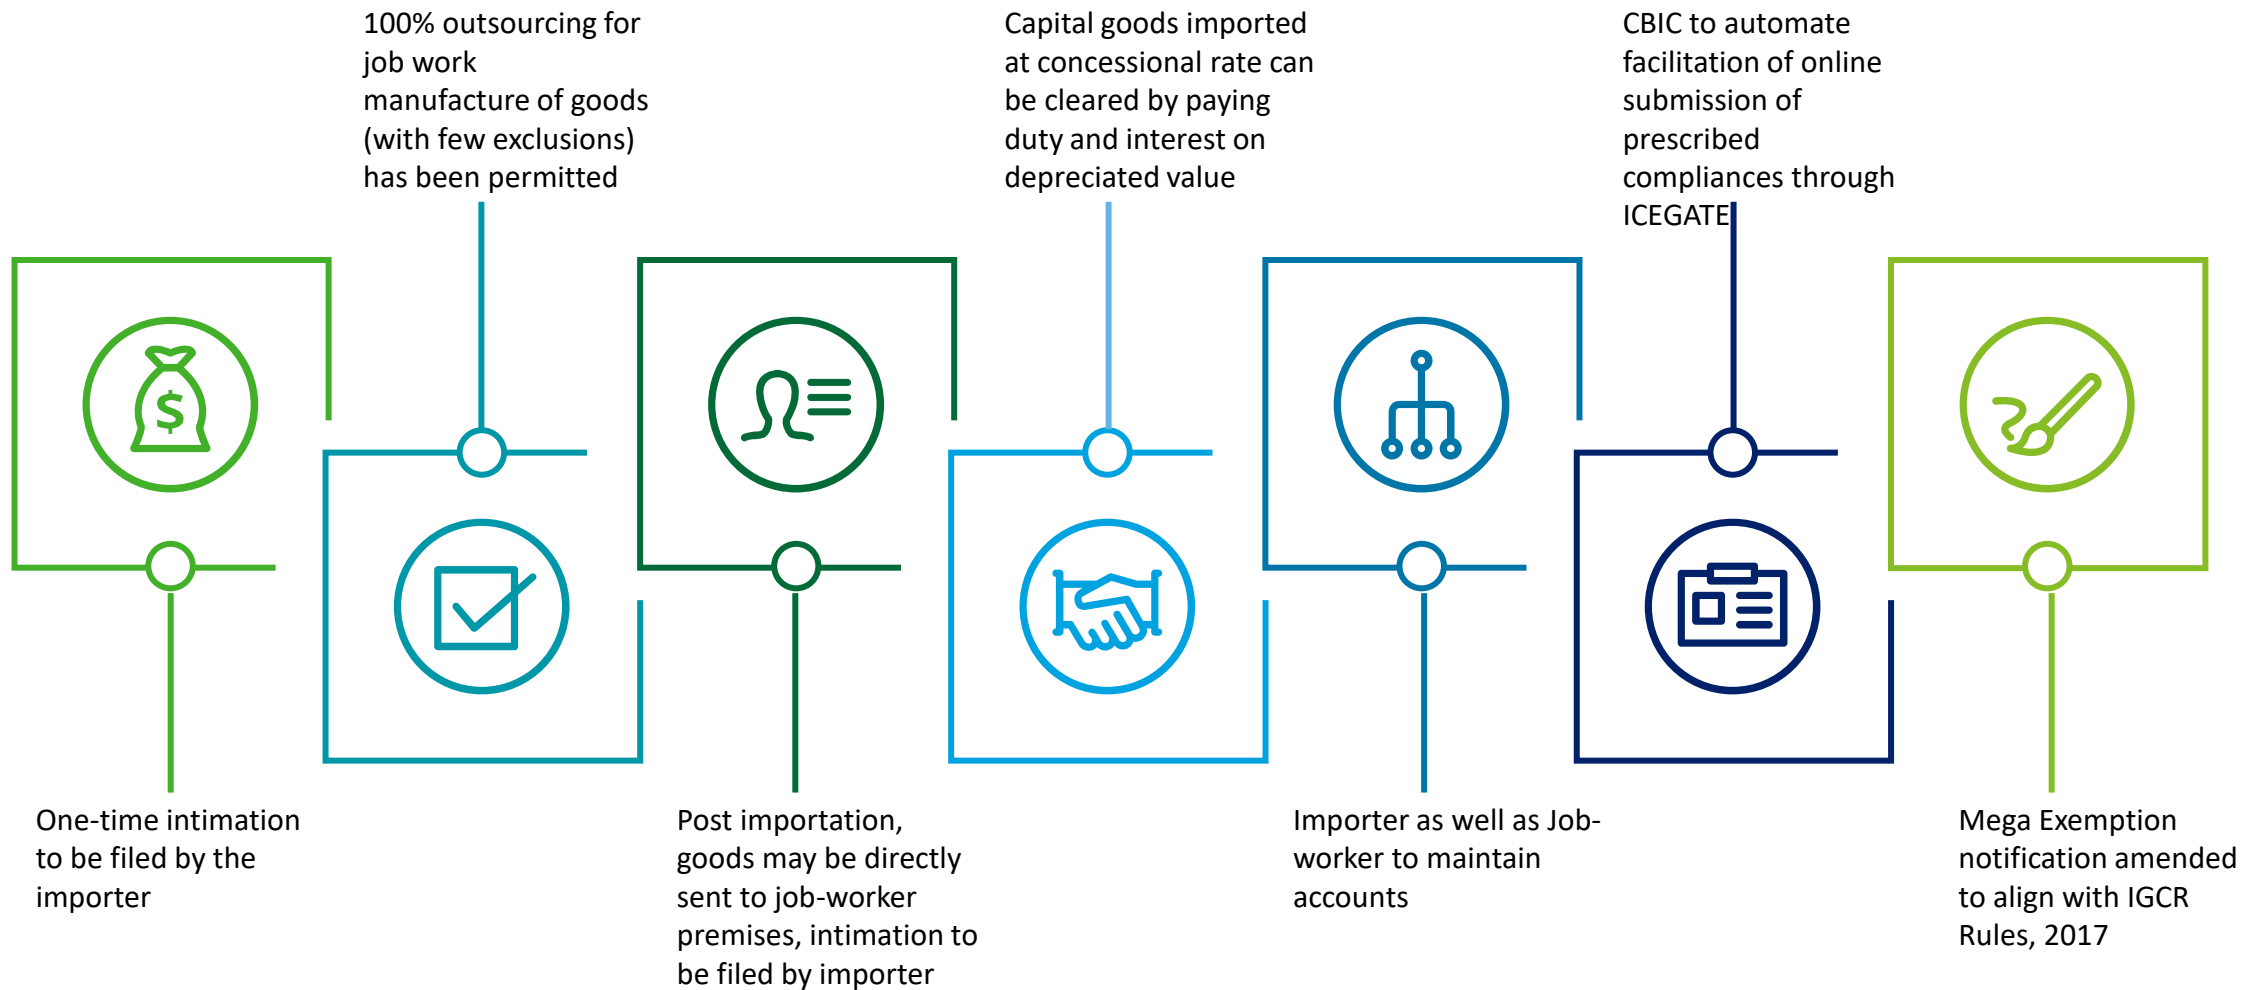 100% outsourcing for
job work
manufacture of goods
(with few exclusions)
has been permitted
Capital goods imported
at concessional rate can
be cleared by paying
duty and interest on
depreciated value
CBIC to automate
facilitation of online
submission of
prescribed
compliances through
ICEGATE
$
One-time intimation
to be filed by the
importer
Post importation,
goods may be directly
sent to job-worker
premises, intimation to
be filed by importer
Importer as well as Job-
worker to maintain
accounts
Mega Exemption
notification amended
to align with IGCR
Rules, 2017